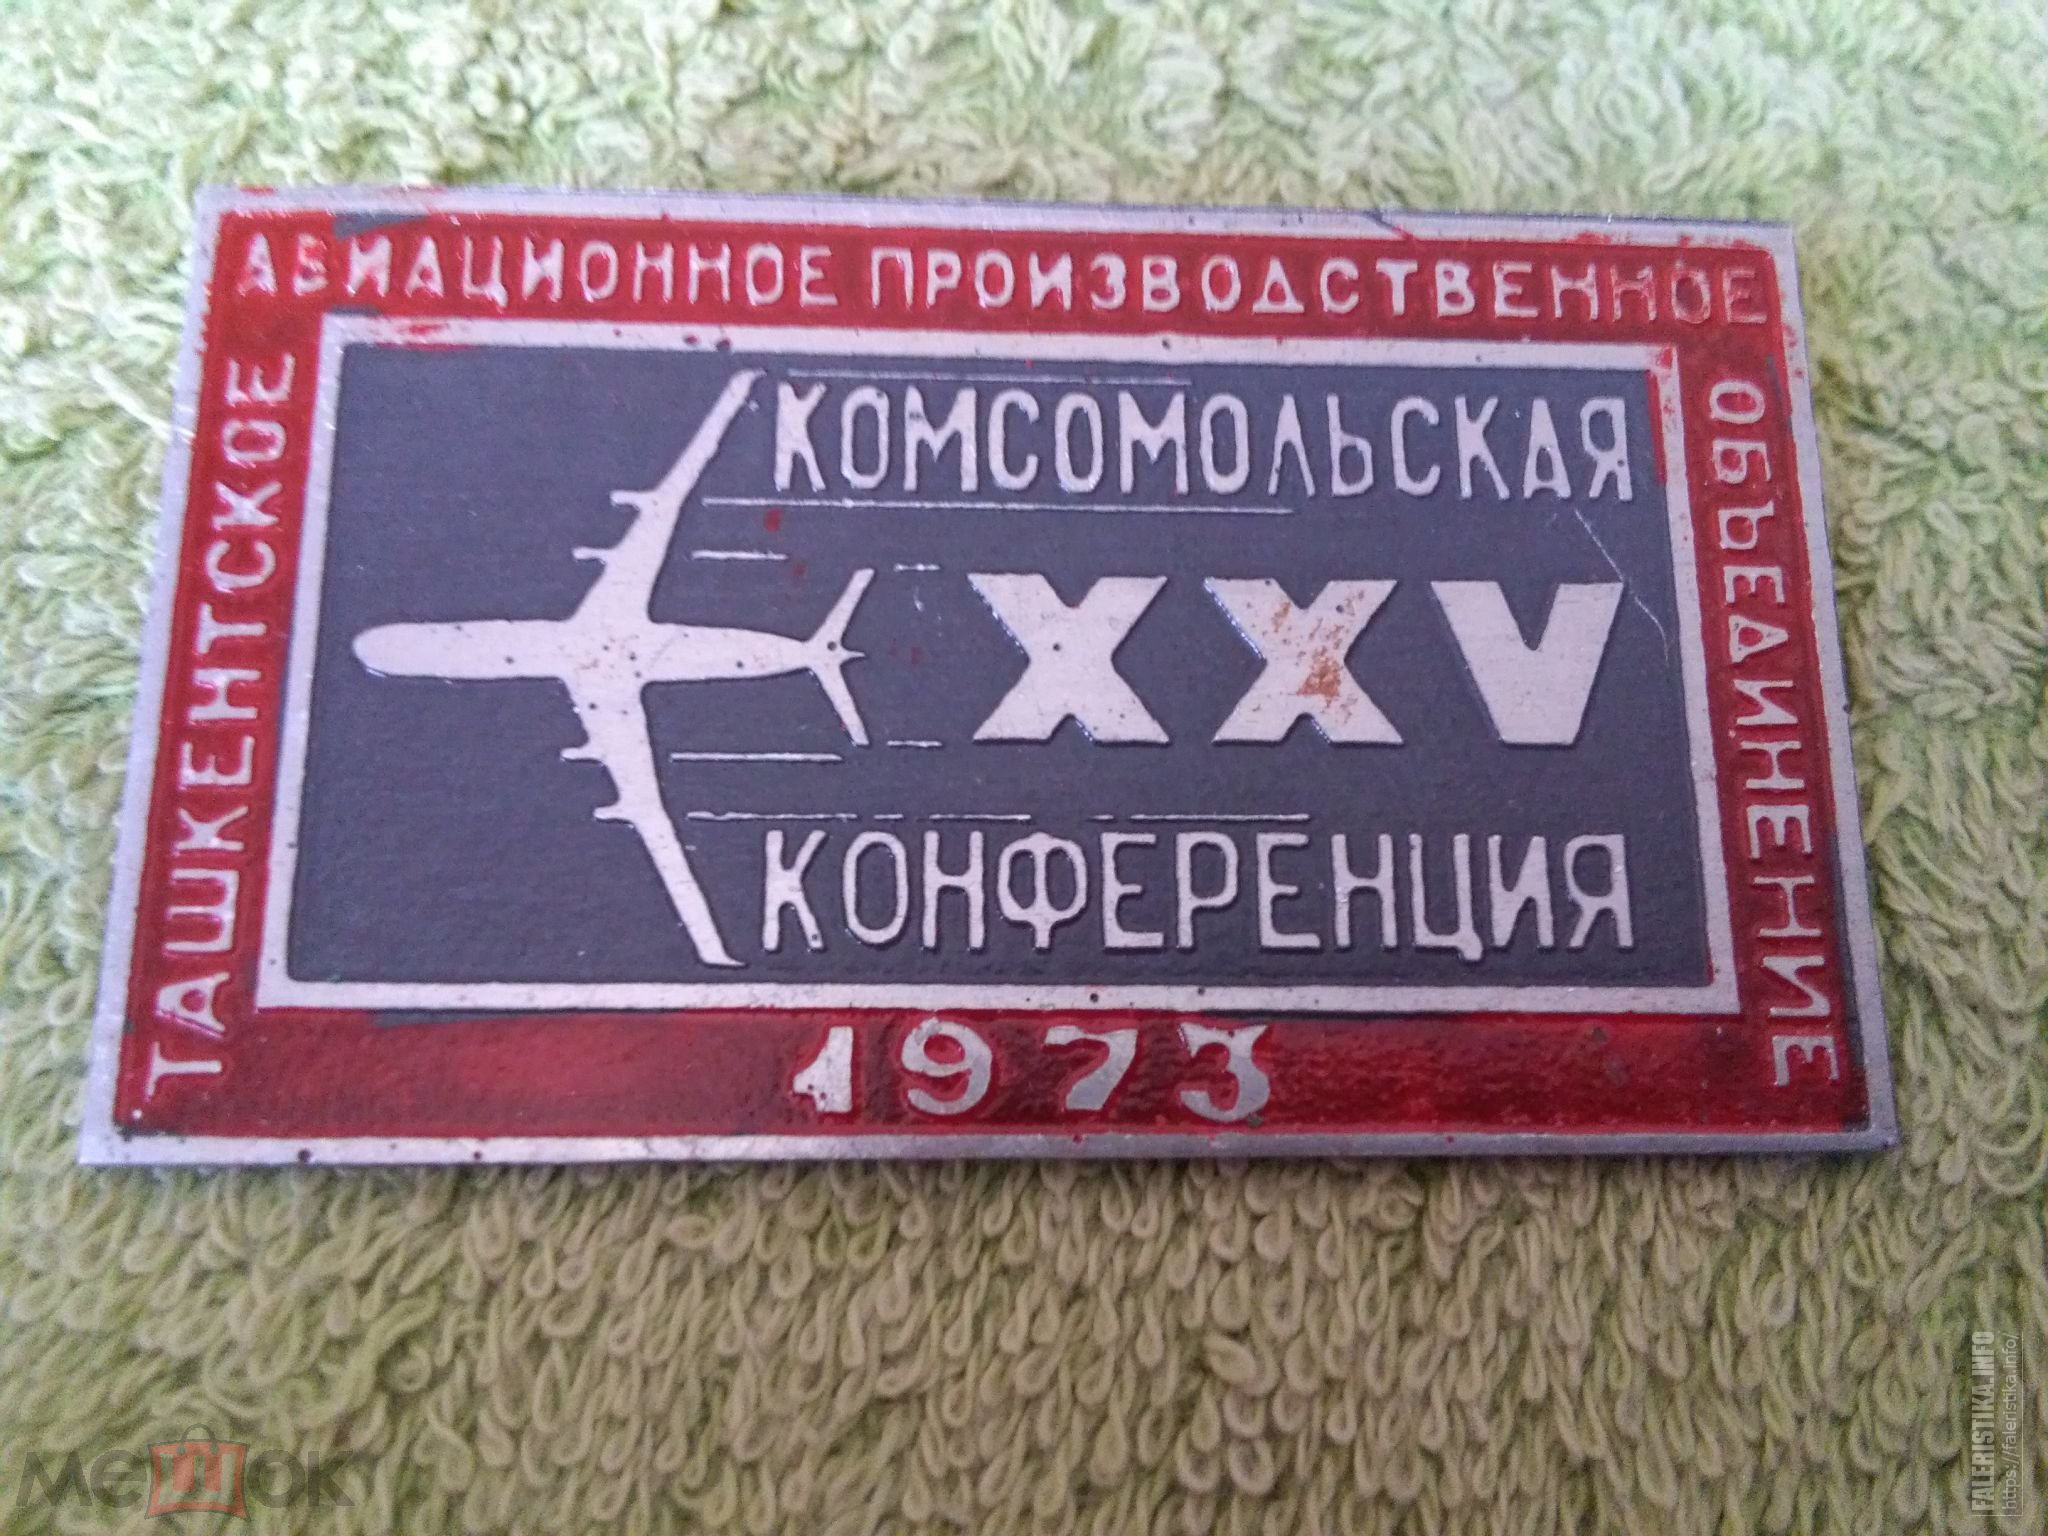 ТАШКЕНТСКОЕ
АВИАЦИОННОЕ ПРОИЗВОДСТВЕННОЕ
ОБЪЕДИНЕНИЕ
КОМСОМОЛЬСКАЯ
XXV
КОНФЕРЕНЦИЯ
1973
мешок
FALERISTIKA.INFO
https://faleristika.info/